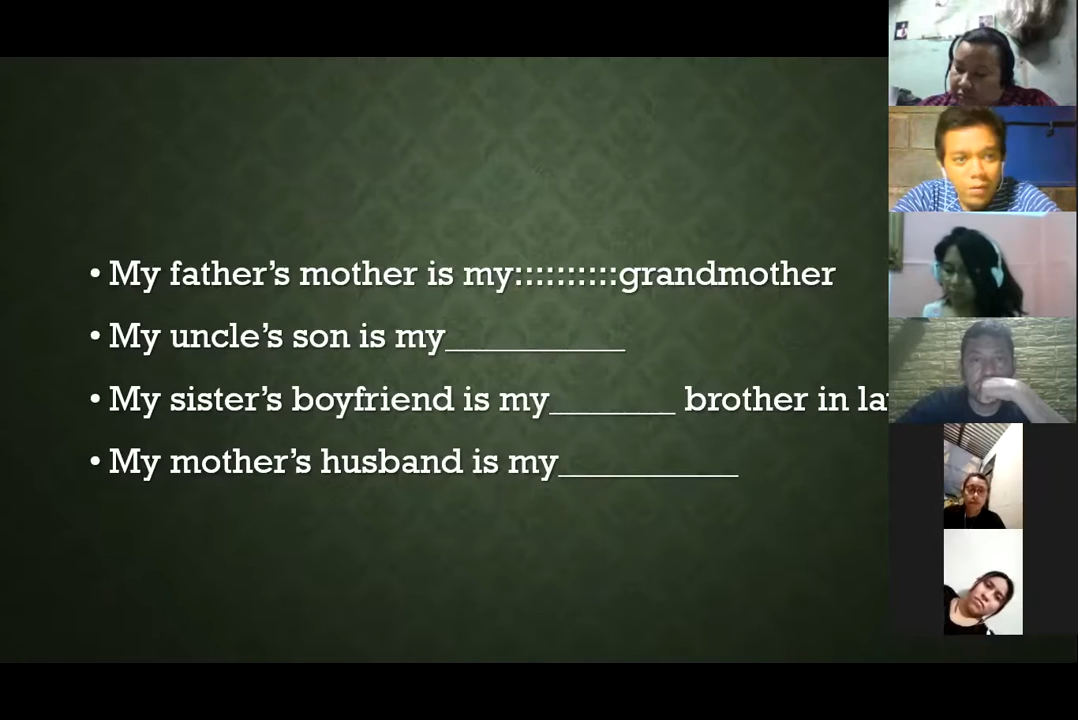 • My father's mother is my::::::::::grandmother
• My uncle's son is my__________
• My sister's boyfriend is my_______ brother in la
• My mother's husband is my__________